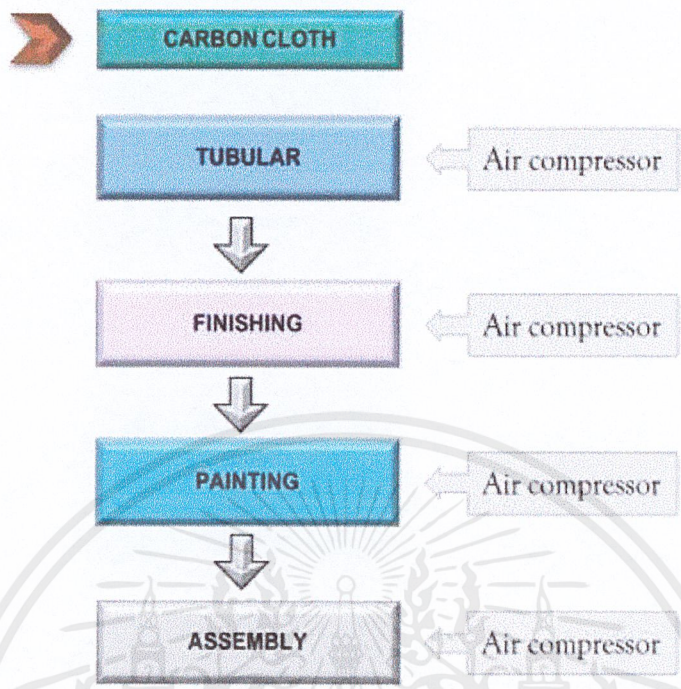 CARBON CLOTH
TUBULAR
Air compressor
FINISHING
Air compressor
PAINTING
Air compressor
ASSEMBLY
Air compressor